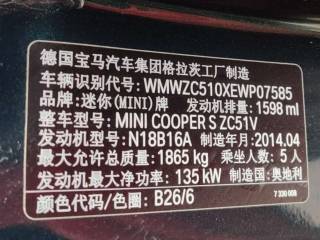 德国宝马汽车集团格拉茨工厂制造
车辆识别代号: WMWZC510XEWP07585
品牌: 迷你(MINI)牌 发动机排量: 1598 ml
整车型号: MINI COOPER S ZC51V
发动机型号: N18B16A 制造年月: 2014.04
最大允许总质量: 1865 kg 乘坐人数: 5 人
发动机最大净功率: 135 kW 制造国: 奥地利
颜色代码/色圈: B26/6 7 330 008